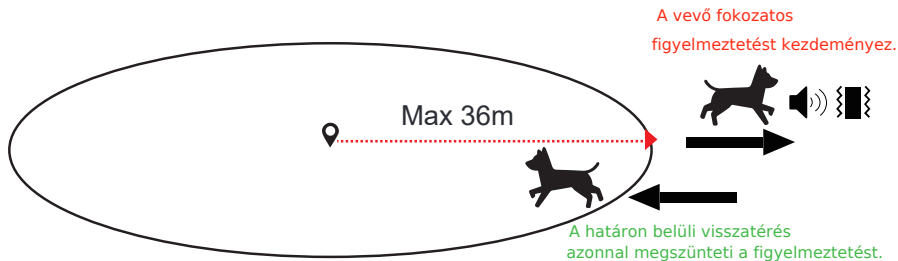 A vevő fokozatos
figyelmeztetést kezdeményez.
Max 36m
A határon belüli visszatérés
azonnal megszünteti a figyelmeztetést.